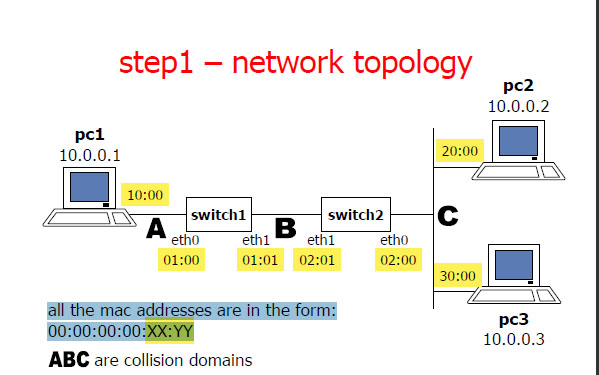 step1 – network topology
pc2
10.0.0.2
pc1
10.0.0.1
20:00
10:00
switch1
switch2
A
B
C
eth0
eth1
eth1
eth0
01:00
01:01
02:01
02:00
30:00
pc3
10.0.0.3
all the mac addresses are in the form:
00:00:00:00:XX:YY
ABC are collision domains